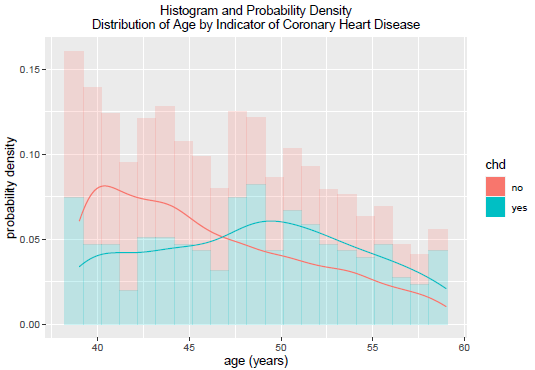 Histogram and Probability Density
Distribution of Age by Indicator of Coronary Heart Disease
probability density
0.15
0.10
0.05
0.00
40
45
50
55
60
age (years)
chd
no
yes